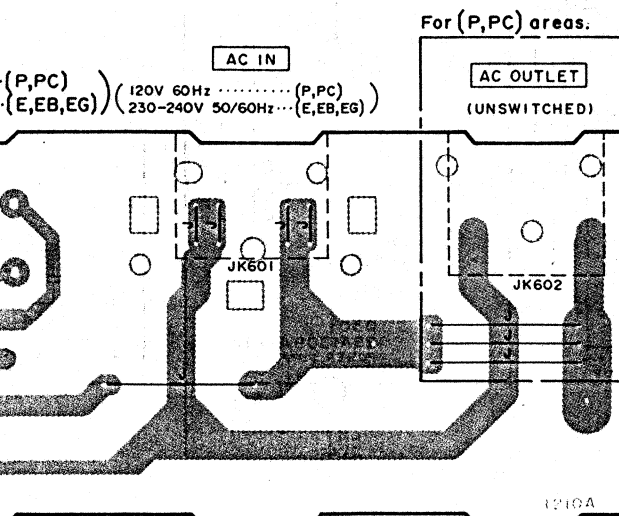 For (P,PC) areas.
AC IN
(P,PC)
(E,EB,EG)
120V 60Hz ·········· (P,PC)
230-240V 50/60Hz ··· (E,EB,EG)
AC OUTLET
(UNSWITCHED)
JK601
JK602
J
J
J
1210A